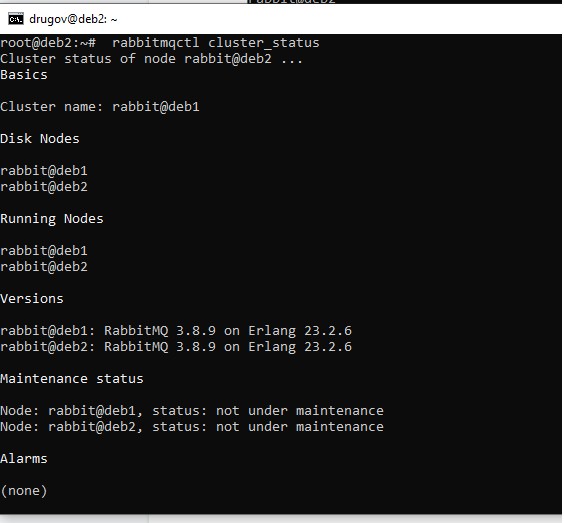 rabbit@deb2
drugov@deb2: ~
root@deb2:~#  rabbitmqctl cluster_status
Cluster status of node rabbit@deb2 ...
Basics
Cluster name: rabbit@deb1
Disk Nodes
rabbit@deb1
rabbit@deb2
Running Nodes
rabbit@deb1
rabbit@deb2
Versions
rabbit@deb1: RabbitMQ 3.8.9 on Erlang 23.2.6
rabbit@deb2: RabbitMQ 3.8.9 on Erlang 23.2.6
Maintenance status
Node: rabbit@deb1, status: not under maintenance
Node: rabbit@deb2, status: not under maintenance
Alarms
(none)